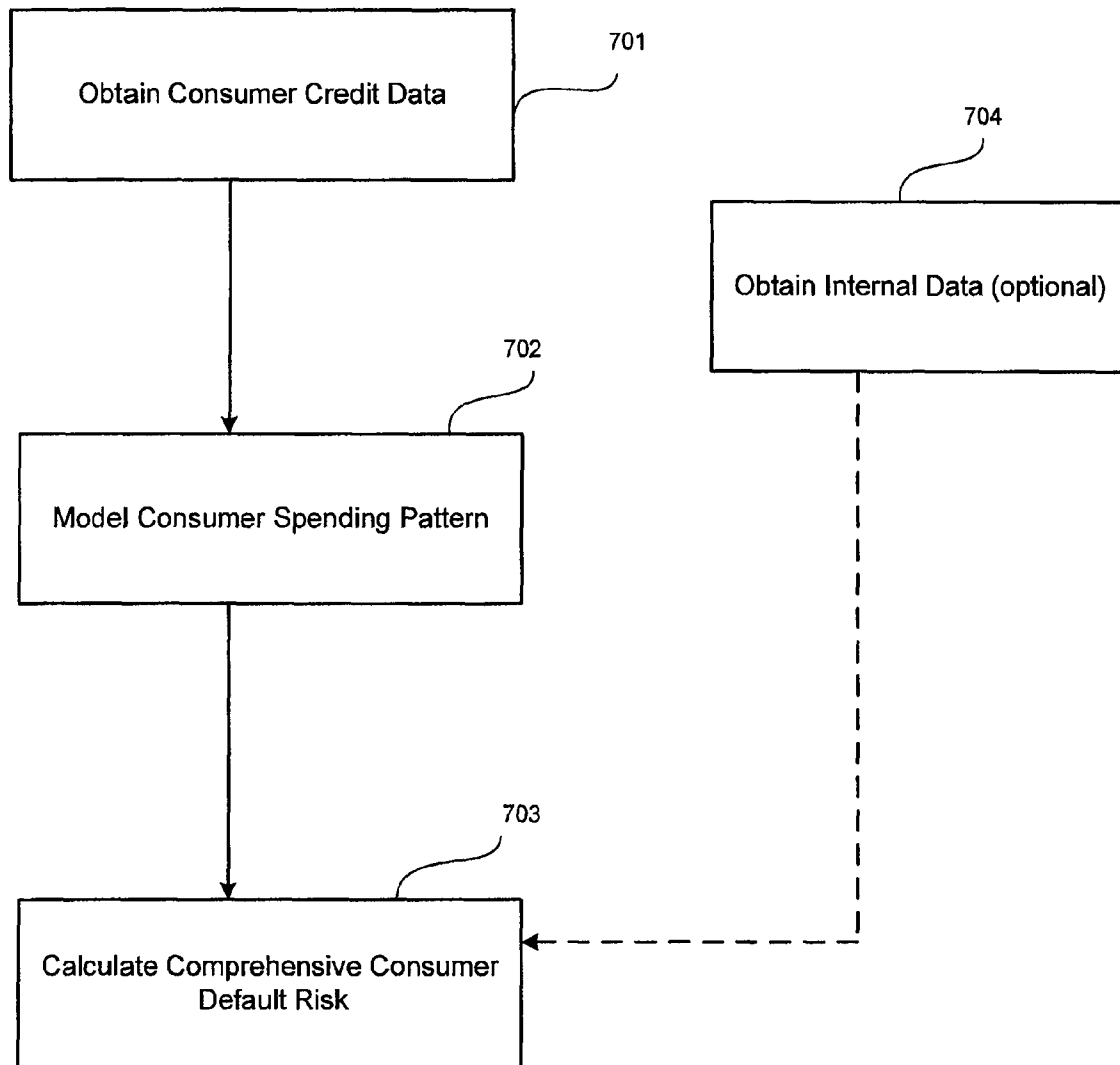 701
Obtain Consumer Credit Data
704
Obtain Internal Data (optional)
702
Model Consumer Spending Pattern
703
Calculate Comprehensive Consumer
Default Risk